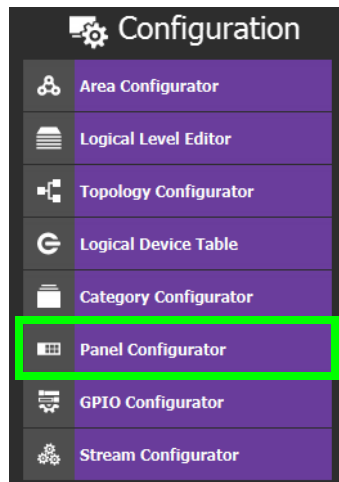 Configuration
Area Configurator
Logical Level Editor
Topology Configurator
Logical Device Table
Category Configurator
Panel Configurator
GPIO Configurator
Stream Configurator